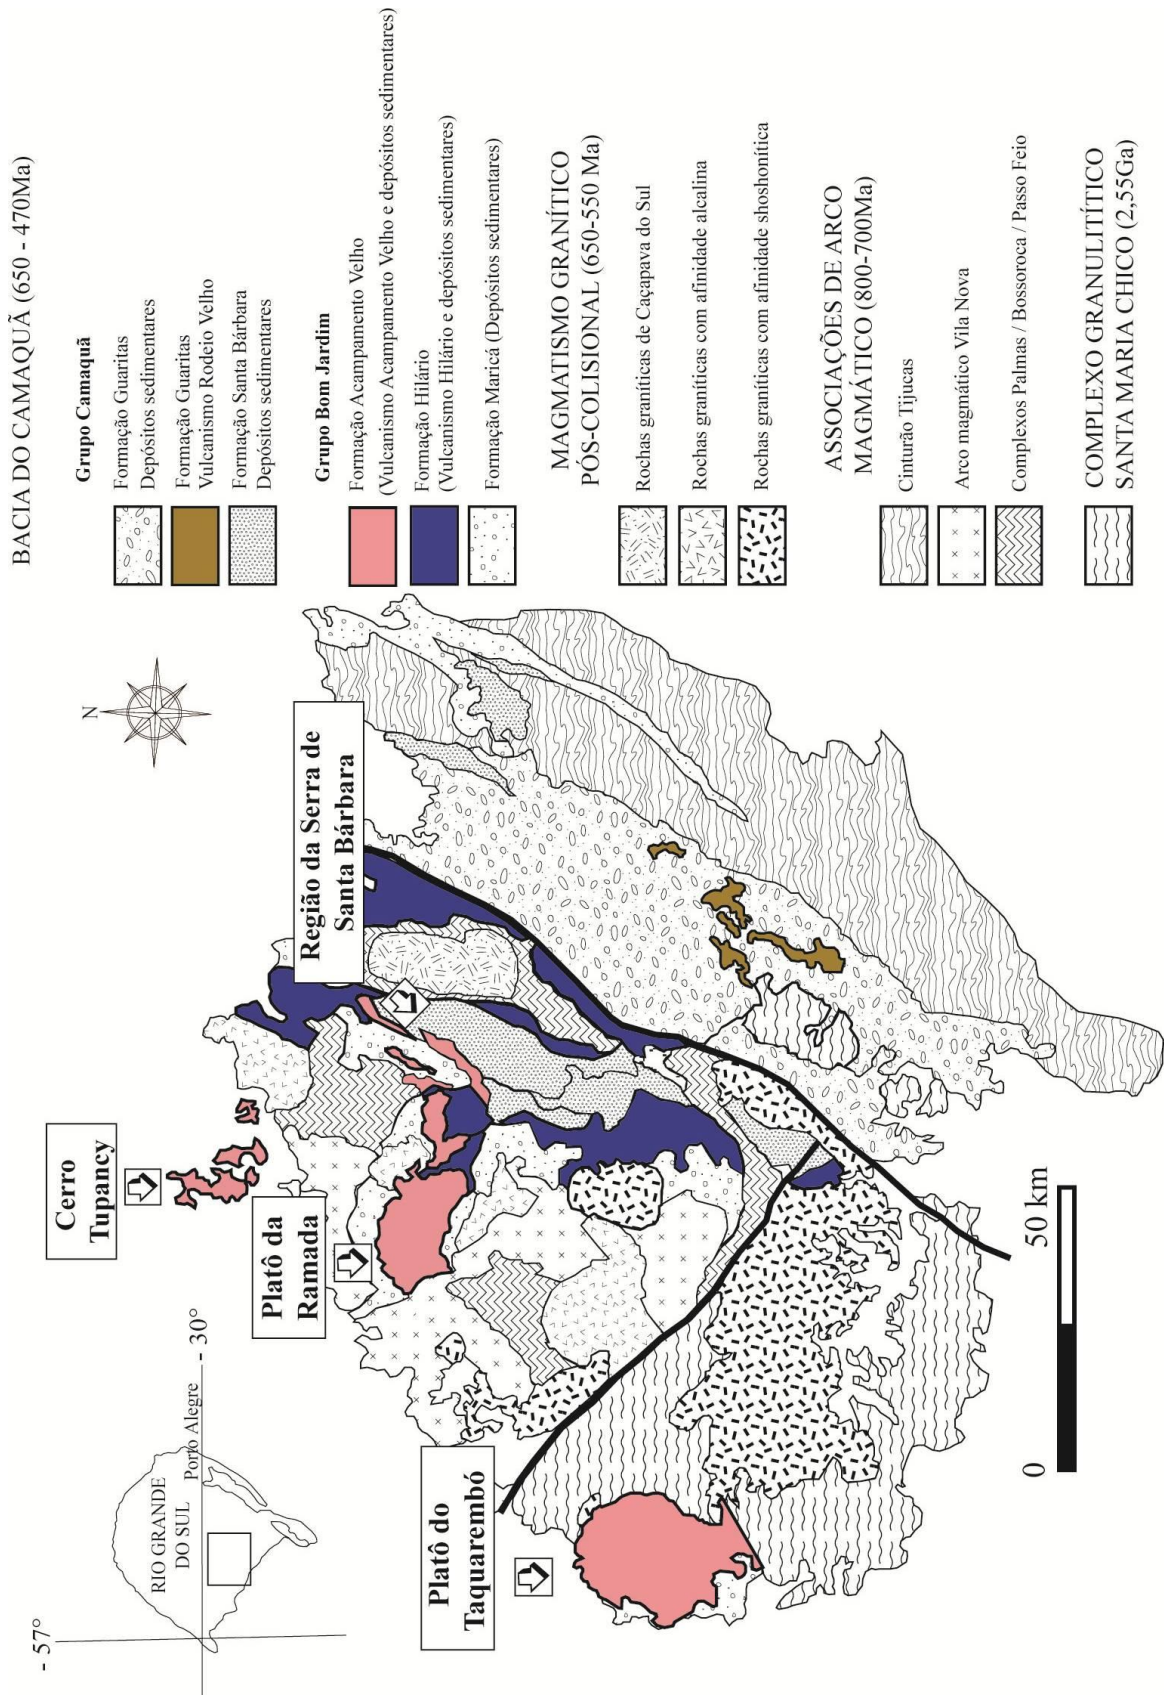 - 57°
RIO GRANDE
DO SUL
Porto Alegre
- 30°
Cerro
Tupancy
Platô da
Ramada
Platô do
Taquarembó
Região da Serra de
Santa Bárbara
N
0
50 km
BACIA DO CAMAQUÃ (650 - 470Ma)
Grupo Camaquã
Formação Guaritas
Depósitos sedimentares
Formação Guaritas
Vulcanismo Rodeio Velho
Formação Santa Bárbara
Depósitos sedimentares
Grupo Bom Jardim
Formação Acampamento Velho
(Vulcanismo Acampamento Velho e depósitos sedimentares)
Formação Hilário
(Vulcanismo Hilário e depósitos sedimentares)
Formação Maricá (Depósitos sedimentares)
MAGMATISMO GRANÍTICO
PÓS-COLISIONAL (650-550 Ma)
Rochas graníticas de Caçapava do Sul
Rochas graníticas com afinidade alcalina
Rochas graníticas com afinidade shoshonítica
ASSOCIAÇÕES DE ARCO
MAGMÁTICO (800-700Ma)
Cinturão Tijucas
Arco magmático Vila Nova
Complexos Palmas / Bossoroca / Passo Feio
COMPLEXO GRANULITÍTICO
SANTA MARIA CHICO (2,55Ga)